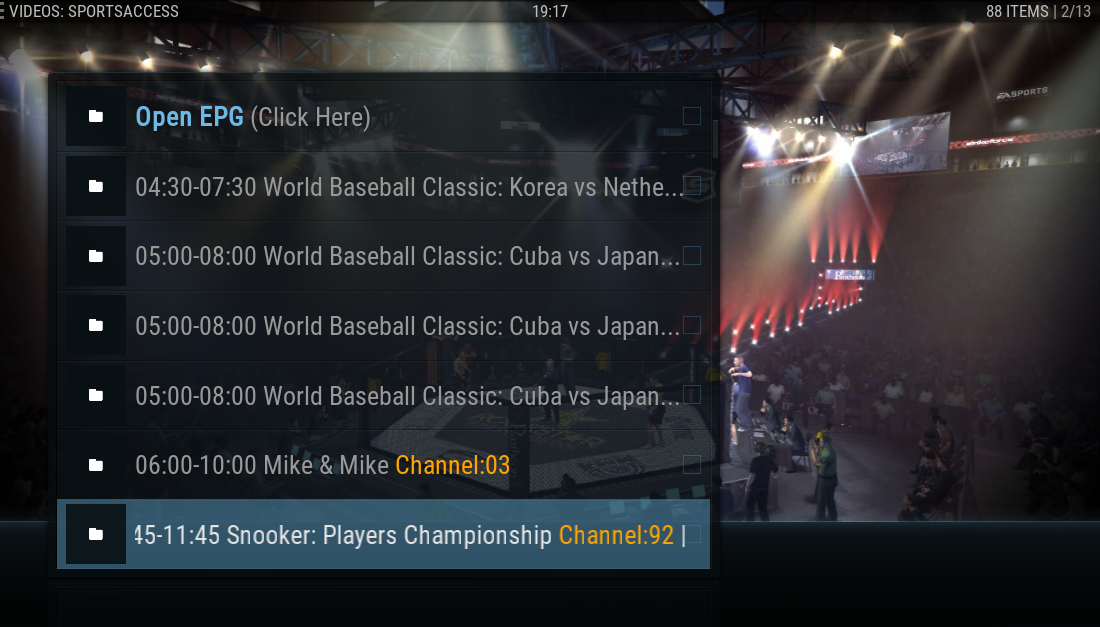 VIDEOS: SPORTSACCESS
19:17
88 ITEMS | 2/13
EA SPORTS
Open EPG (Click Here)
strikeforce
04:30-07:30 World Baseball Classic: Korea vs Nethe...
05:00-08:00 World Baseball Classic: Cuba vs Japan...
05:00-08:00 World Baseball Classic: Cuba vs Japan...
05:00-08:00 World Baseball Classic: Cuba vs Japan...
06:00-10:00 Mike & Mike Channel:03
45-11:45 Snooker: Players Championship Channel:92 |